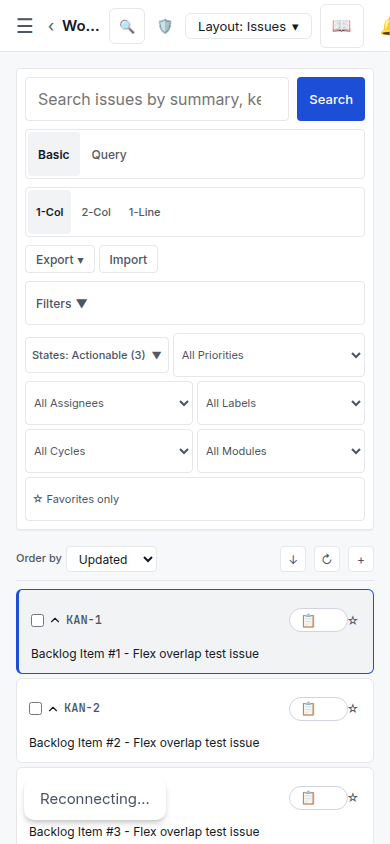 Wo...
Layout: Issues ▾
Search issues by summary, ke
Search
Basic
Query
1-Col
2-Col
1-Line
Export ▾
Import
Filters ▼
States: Actionable (3) ▼
All Priorities
All Assignees
All Labels
All Cycles
All Modules
☆ Favorites only
Order by
Updated
KAN-1
Backlog Item #1 - Flex overlap test issue
KAN-2
Backlog Item #2 - Flex overlap test issue
Reconnecting...
Backlog Item #3 - Flex overlap test issue